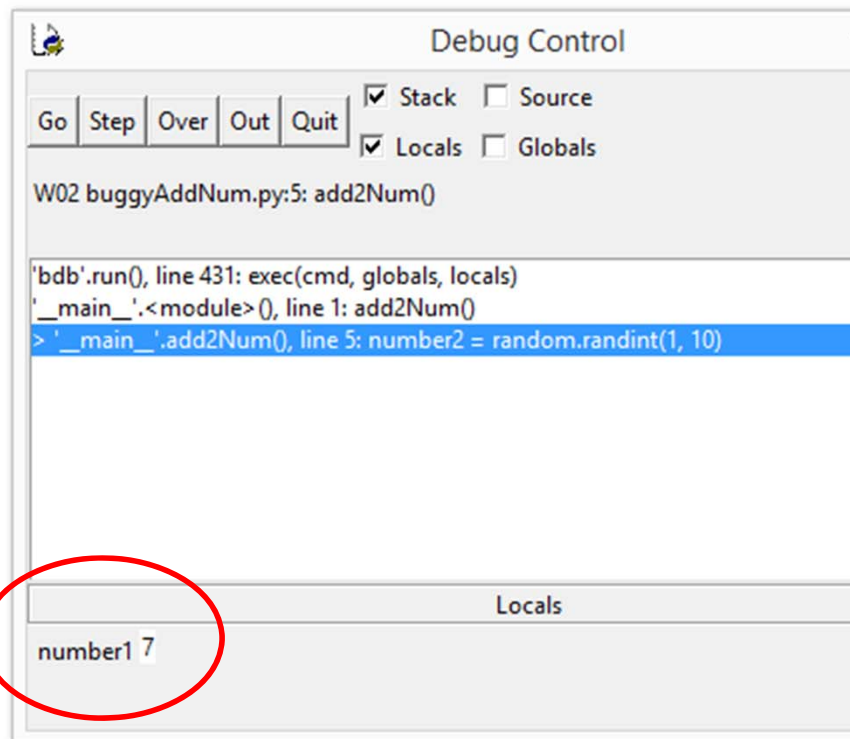 Debug Control
Go Step Over Out Quit
Stack Source
Locals Globals
W02 buggyAddNum.py:5: add2Num()
'bdb'.run(), line 431: exec(cmd, globals, locals)
'__main__'.<module>(), line 1: add2Num()
> '__main__'.add2Num(), line 5: number2 = random.randint(1, 10)
Locals
number1 7